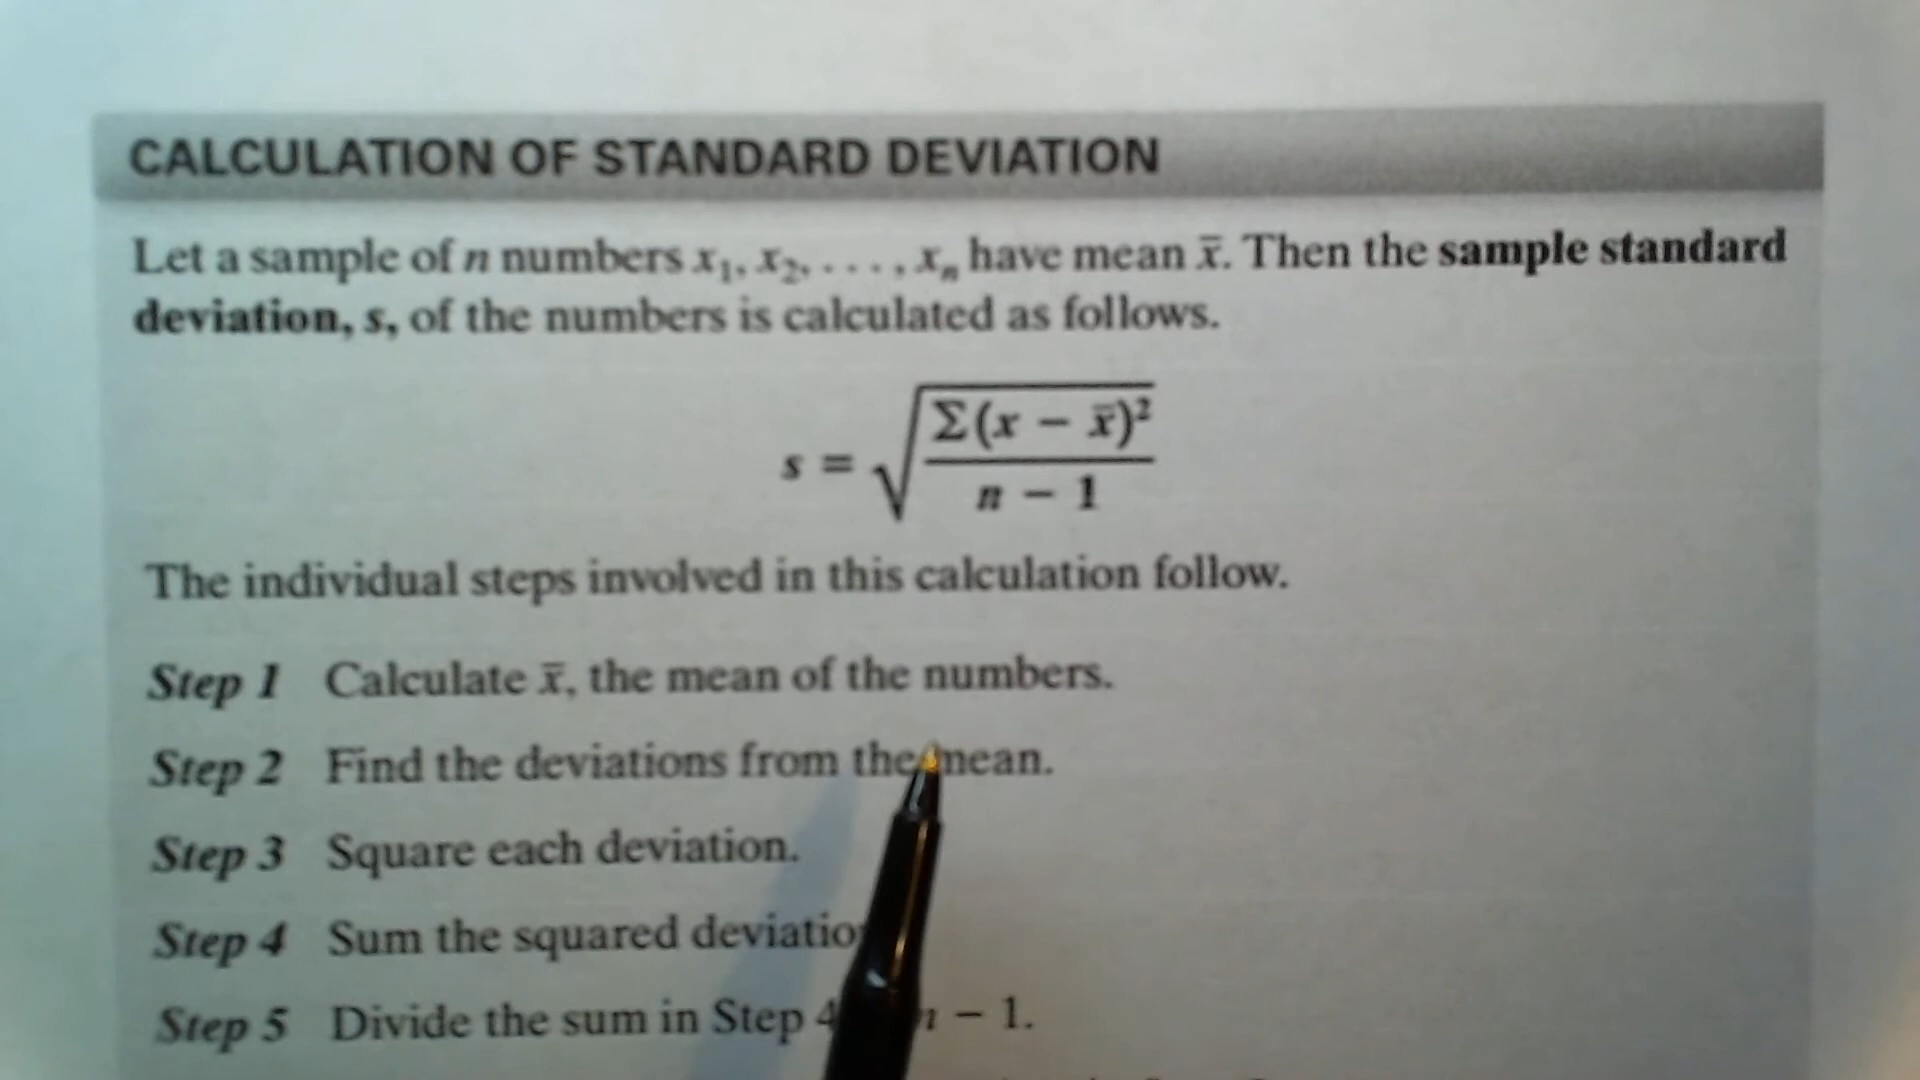 CALCULATION OF STANDARD DEVIATION
Let a sample of n numbers x₁, x₂, . . . , xₙ have mean x̄. Then the sample standard
deviation, s, of the numbers is calculated as follows.
s = √(Σ(x − x̄)² / (n − 1))
The individual steps involved in this calculation follow.
Step 1 Calculate x̄, the mean of the numbers.
Step 2 Find the deviations from the mean.
Step 3 Square each deviation.
Step 4 Sum the squared
Step 5 Divide the sum in Step 4 n − 1.